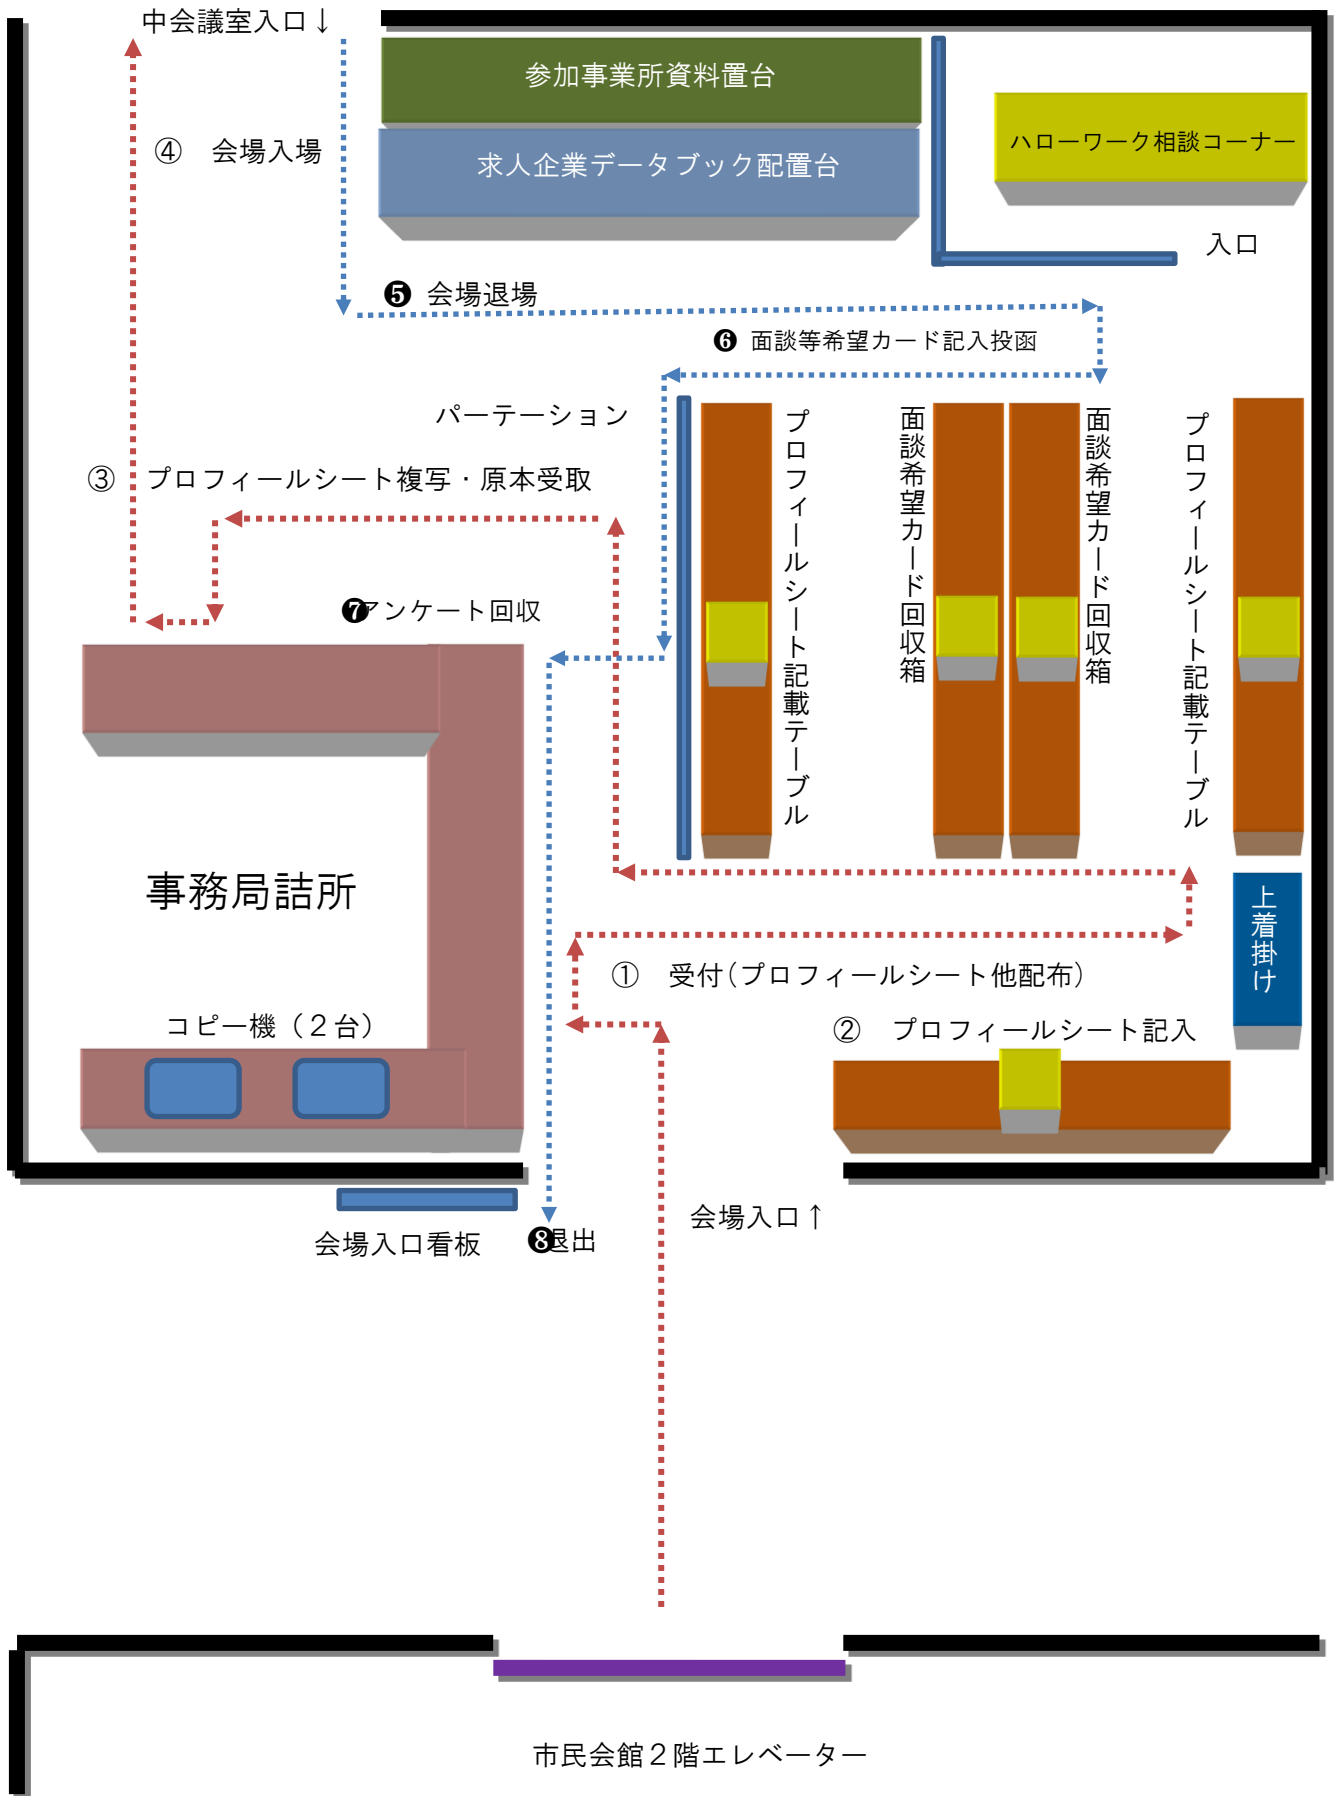 中会議室入口↓
参加事業所資料置台
ハローワーク相談コーナー
④　会場入場
求人企業データブック配置台
入口
❺ 会場退場
❻ 面談等希望カード記入投函
パーテーション
プロフィールシート記載テーブル
面談希望カード回収箱
面談希望カード回収箱
プロフィールシート記載テーブル
③　プロフィールシート複写・原本受取
❼アンケート回収
事務局詰所
上着掛け
①　受付(プロフィールシート他配布)
コピー機（２台）
②　プロフィールシート記入
会場入口↑
会場入口看板
❽退出
市民会館２階エレベーター